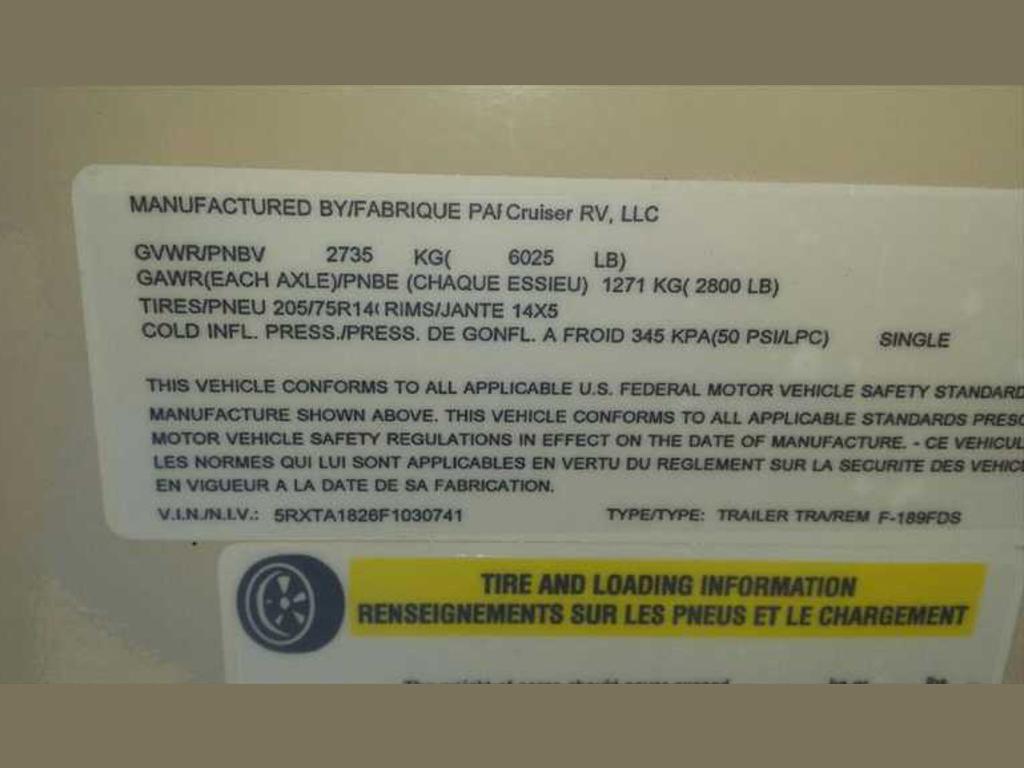 MANUFACTURED BY/FABRIQUE PAR Cruiser RV, LLC
GVWR/PNBV 2735 KG( 6025 LB)
GAWR(EACH AXLE)/PNBE (CHAQUE ESSIEU) 1271 KG( 2800 LB)
TIRES/PNEU 205/75R14( RIMS/JANTE 14X5
COLD INFL. PRESS./PRESS. DE GONFL. A FROID 345 KPA(50 PSI/LPC) SINGLE
THIS VEHICLE CONFORMS TO ALL APPLICABLE U.S. FEDERAL MOTOR VEHICLE SAFETY STANDARD
MANUFACTURE SHOWN ABOVE. THIS VEHICLE CONFORMS TO ALL APPLICABLE STANDARDS PRESC
MOTOR VEHICLE SAFETY REGULATIONS IN EFFECT ON THE DATE OF MANUFACTURE. - CE VEHICUL
LES NORMES QUI LUI SONT APPLICABLES EN VERTU DU REGLEMENT SUR LA SECURITE DES VEHIC
EN VIGUEUR A LA DATE DE SA FABRICATION.
V.I.N./N.I.V.: 5RXTA1826F1030741 TYPE/TYPE: TRAILER TRA/REM F-189FDS
TIRE AND LOADING INFORMATION
RENSEIGNEMENTS SUR LES PNEUS ET LE CHARGEMENT